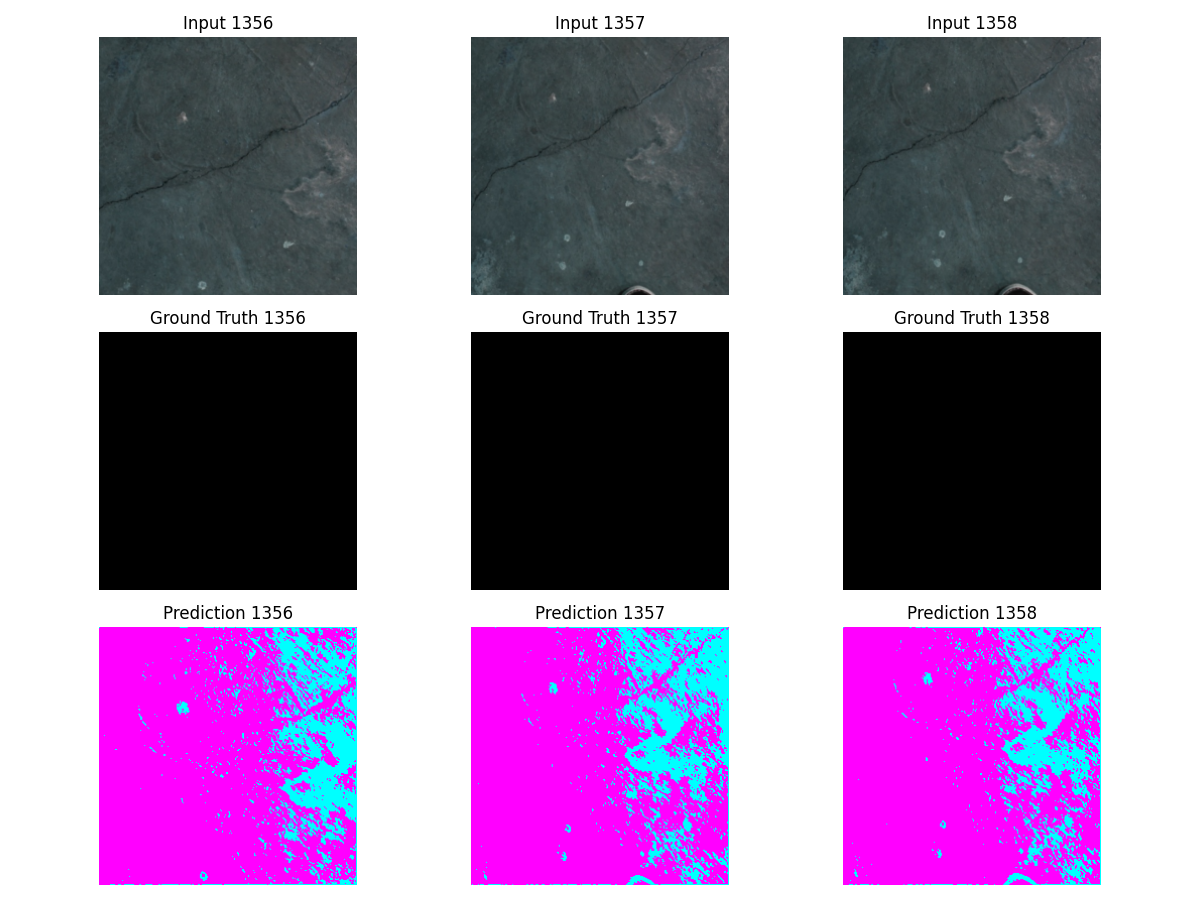 Input 1356
Input 1357
Input 1358
Ground Truth 1356
Ground Truth 1357
Ground Truth 1358
Prediction 1356
Prediction 1357
Prediction 1358